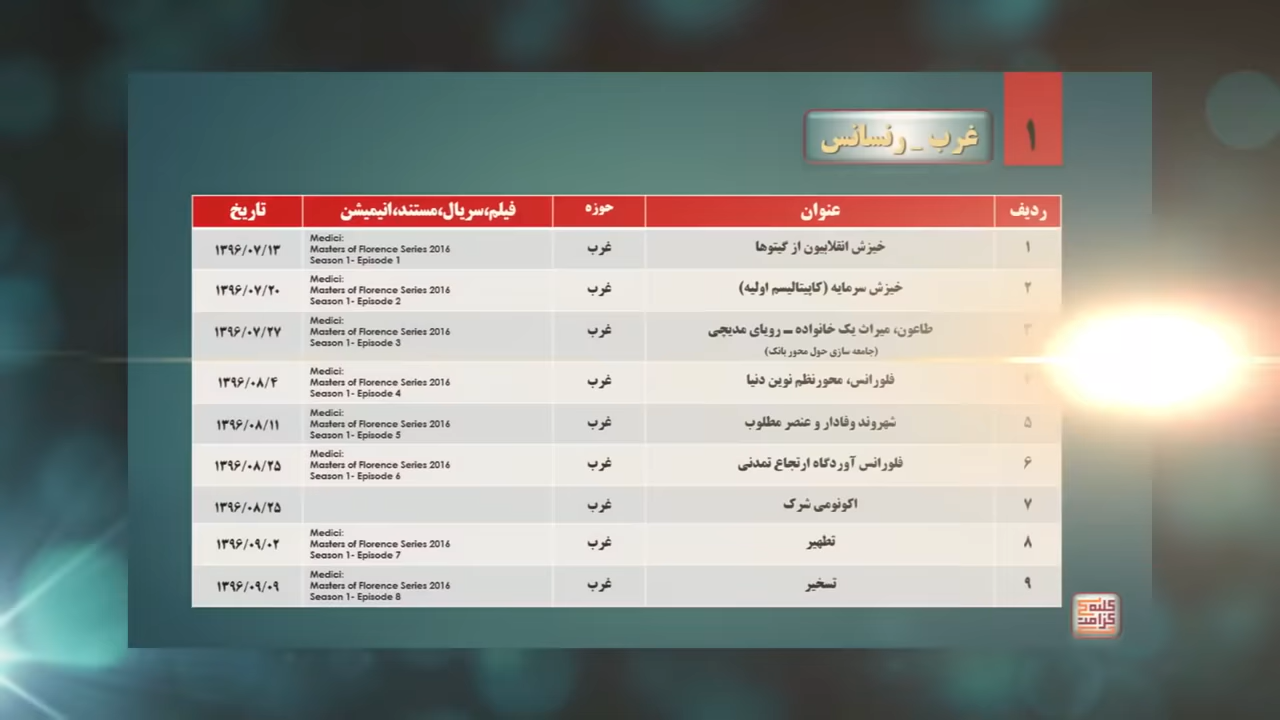 ۱
غرب _ رنسانس
ردیف عنوان حوزه فیلم،سریال،مستند،انیمیشن تاریخ
۱ خیزش انقلابیون از گیتوها غرب Medici: ۱۳۹۶/۰۷/۱۳
Masters of Florence Series 2016
Season 1- Episode 1
۲ خیزش سرمایه (کاپیتالیسم اولیه) غرب Medici: ۱۳۹۶/۰۷/۲۰
Masters of Florence Series 2016
Season 1- Episode 2
۳ طاعون، میراث یک خانواده ـ رویای مدیچی غرب Medici: ۱۳۹۶/۰۷/۲۷
Masters of Florence Series 2016
Season 1- Episode 3
(جامعه سازی حول محور بانک)
۴ فلورانس، محورنظم نوین دنیا غرب Medici: ۱۳۹۶/۰۸/۴
Masters of Florence Series 2016
Season 1- Episode 4
۵ شهروند وفادار و عنصر مطلوب غرب Medici: ۱۳۹۶/۰۸/۱۱
Masters of Florence Series 2016
Season 1- Episode 5
۶ فلورانس آوردگاه ارتجاع تمدنی غرب Medici: ۱۳۹۶/۰۸/۲۵
Masters of Florence Series 2016
Season 1- Episode 6
۷ اکونومی شرک غرب ۱۳۹۶/۰۸/۲۵
۸ تطهیر غرب Medici: ۱۳۹۶/۰۹/۰۲
Masters of Florence Series 2016
Season 1- Episode 7
۹ تسخیر غرب Medici: ۱۳۹۶/۰۹/۰۹
Masters of Florence Series 2016
Season 1- Episode 8
کلبه
کرامت